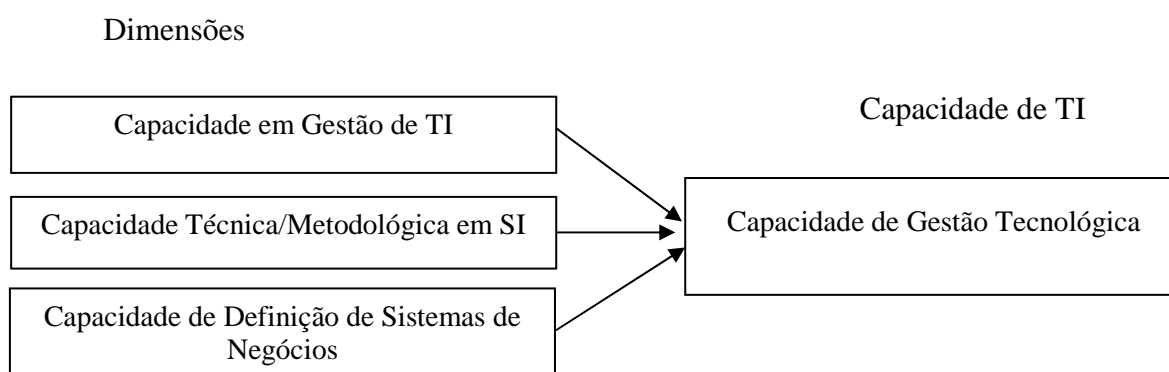 Dimensões
Capacidade em Gestão de TI
Capacidade de TI
Capacidade Técnica/Metodológica em SI
Capacidade de Gestão Tecnológica
Capacidade de Definição de Sistemas de
Negócios